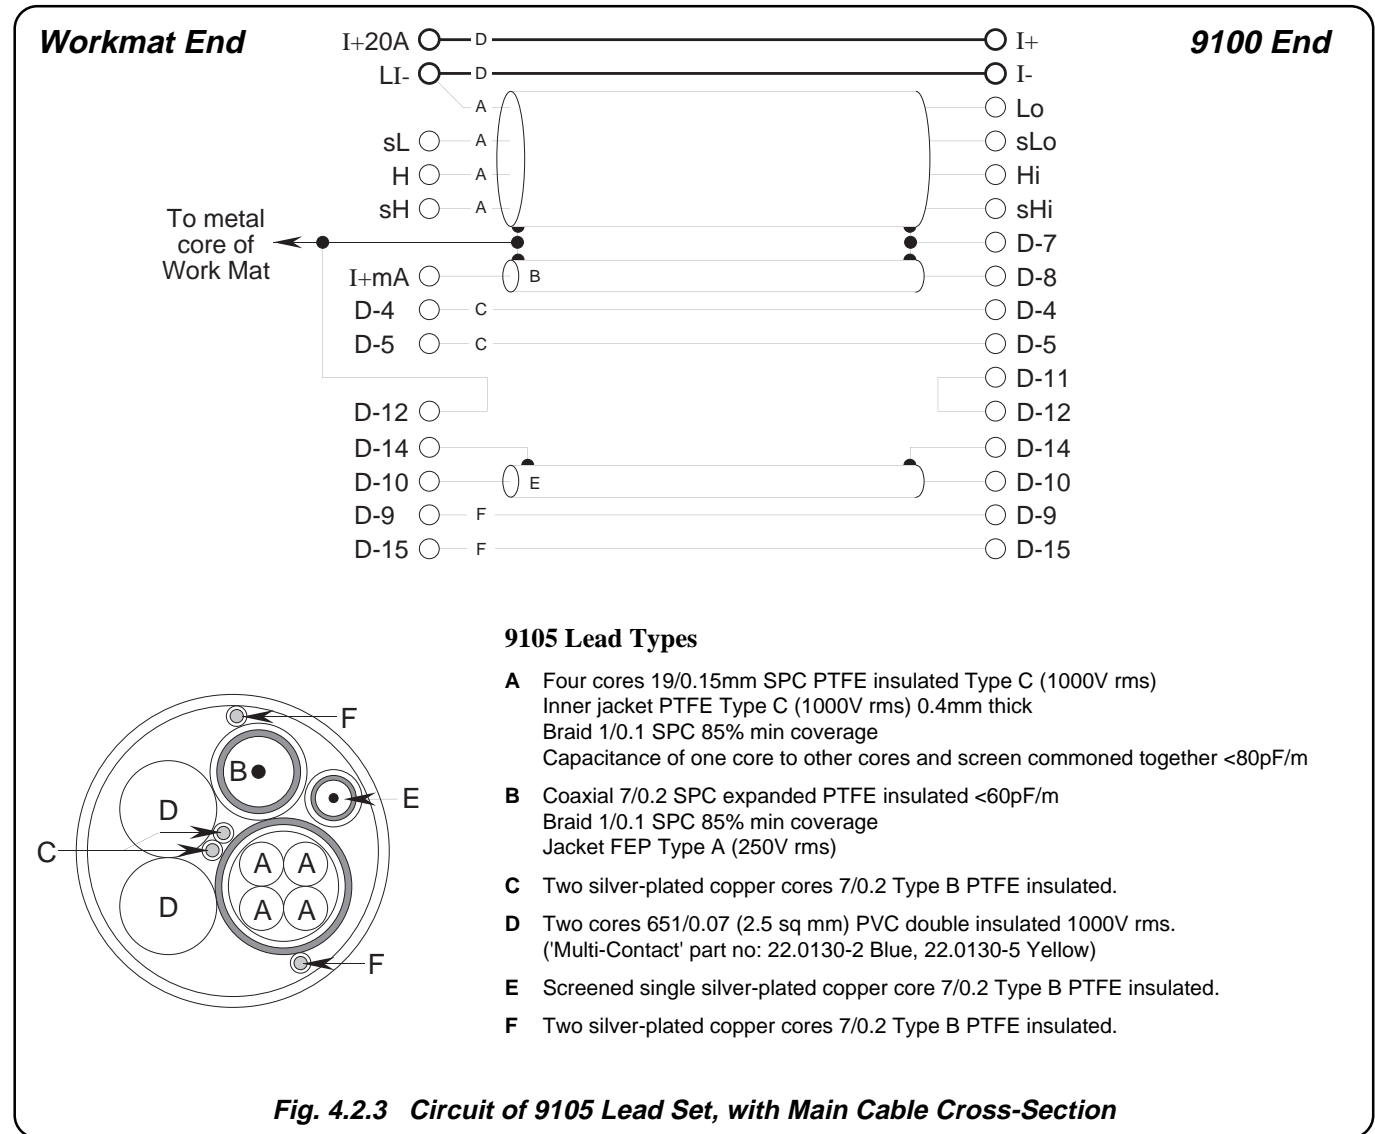 Workmat End
9100 End
I+20A D I+
LI- D I-
A Lo
sL A sLo
H A Hi
sH A sHi
To metal
core of
Work Mat
D-7
I+mA B D-8
D-4 C D-4
D-5 C D-5
D-11
D-12 D-12
D-14 D-14
D-10 E D-10
D-9 F D-9
D-15 F D-15
9105 Lead Types
A Four cores 19/0.15mm SPC PTFE insulated Type C (1000V rms)
Inner jacket PTFE Type C (1000V rms) 0.4mm thick
Braid 1/0.1 SPC 85% min coverage
Capacitance of one core to other cores and screen commoned together <80pF/m
B Coaxial 7/0.2 SPC expanded PTFE insulated <60pF/m
Braid 1/0.1 SPC 85% min coverage
Jacket FEP Type A (250V rms)
C Two silver-plated copper cores 7/0.2 Type B PTFE insulated.
D Two cores 651/0.07 (2.5 sq mm) PVC double insulated 1000V rms.
('Multi-Contact' part no: 22.0130-2 Blue, 22.0130-5 Yellow)
E Screened single silver-plated copper core 7/0.2 Type B PTFE insulated.
F Two silver-plated copper cores 7/0.2 Type B PTFE insulated.
F
B
E
D
C
A A
D
A A
F
Fig. 4.2.3 Circuit of 9105 Lead Set, with Main Cable Cross-Section